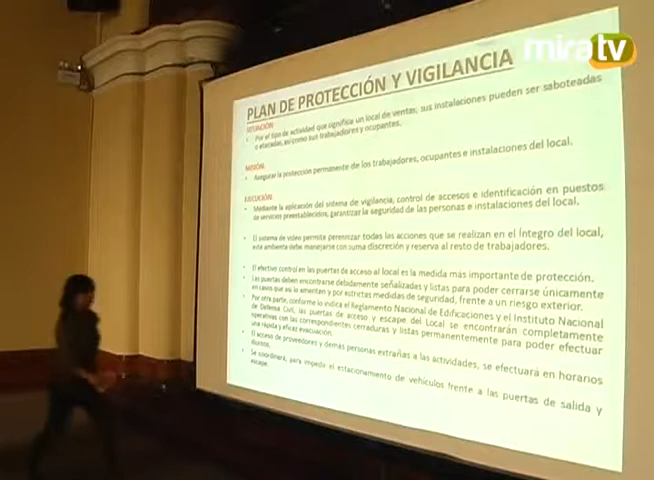 miratv
PLAN DE PROTECCIÓN Y VIGILANCIA
SITUACIÓN
• Por el tipo de actividad que significa un local de ventas, sus instalaciones pueden ser saboteadas
o atacadas, así como sus trabajadores y ocupantes.
MISIÓN
• Asegurar la protección permanente de los trabajadores, ocupantes e instalaciones del local.
EJECUCIÓN
• Mediante la aplicación del sistema de vigilancia, control de accesos e identificación en puestos
de servicios preestablecidos, garantizar la seguridad de las personas e instalaciones del local.
• El sistema de video permite perennizar todas las acciones que se realizan en el íntegro del local,
este ambiente debe manejarse con suma discreción y reserva al resto de trabajadores.
• El efectivo control en las puertas de acceso al local es la medida más importante de protección.
• Las puertas deben encontrarse debidamente señalizadas y listas para poder cerrarse únicamente
en casos que así lo ameritan y por estrictas medidas de seguridad, frente a un riesgo exterior.
• Por otra parte, conforme lo indica el Reglamento Nacional de Edificaciones y el Instituto Nacional
de Defensa Civil, las puertas de acceso y escape del Local se encontrarán completamente
operativas con las correspondientes cerraduras y listas permanentemente para poder efectuar
una rápida y eficaz evacuación.
• El acceso de proveedores y demás personas extrañas a las actividades, se efectuará en horarios
diurnos.
• Se coordinará, para impedir el estacionamiento de vehículos frente a las puertas de salida y
escape.